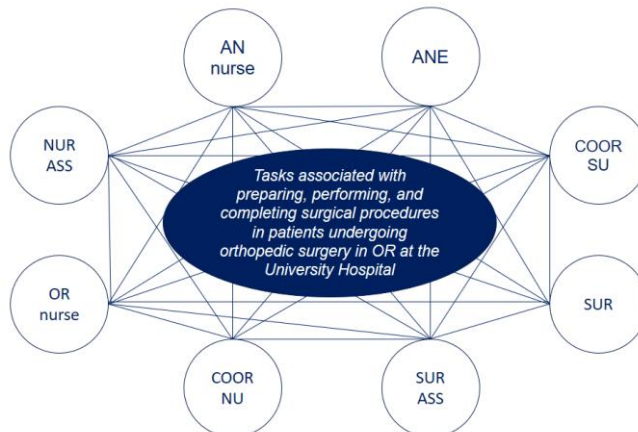 AN
nurse
ANE
NUR
ASS
COOR
SU
Tasks associated with
preparing, performing, and
completing surgical procedures
in patients undergoing
orthopedic surgery in OR at the
University Hospital
OR
nurse
SUR
COOR
NU
SUR
ASS